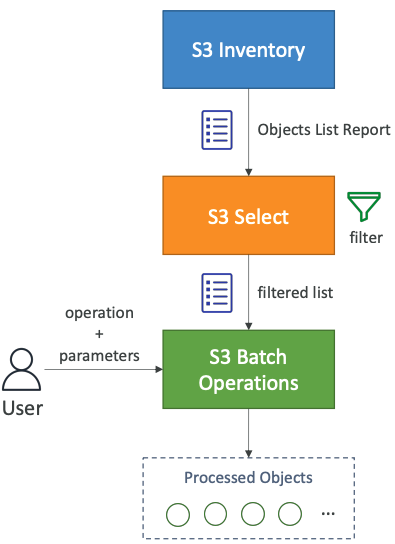 S3 Inventory
Objects List Report
S3 Select
filter
filtered list
operation
+
parameters
S3 Batch
Operations
User
Processed Objects
...